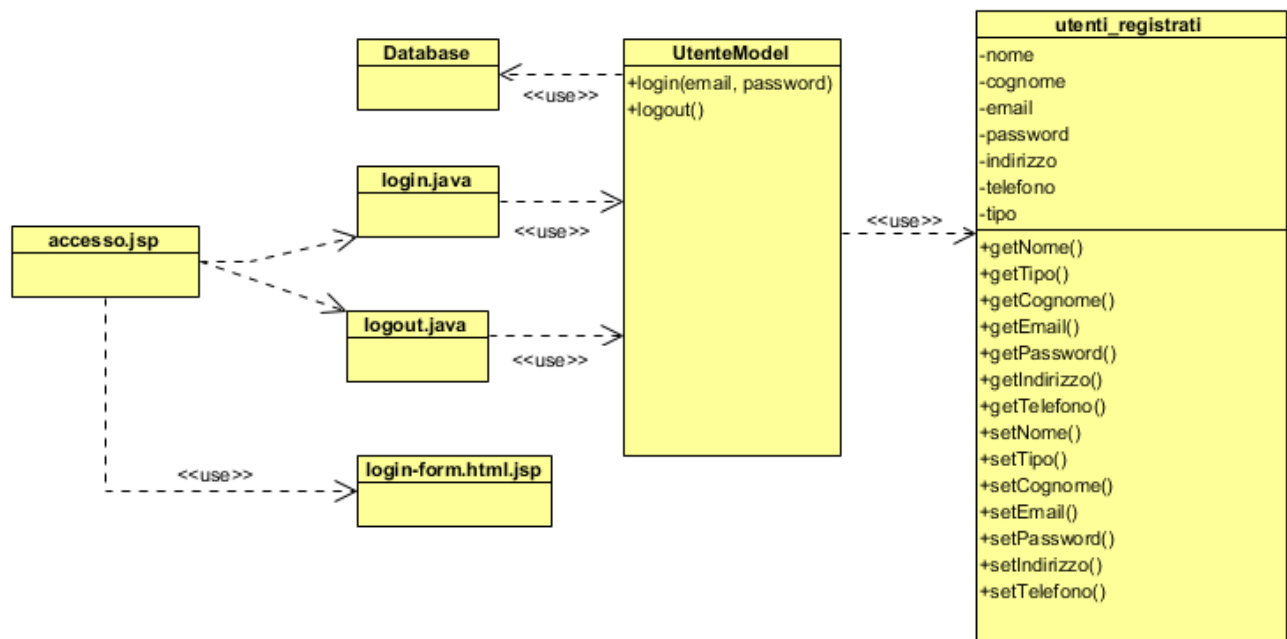 Database
<<use>>
login.java
<<use>>
accesso.jsp
logout.java
<<use>>
<<use>>
login-form.html.jsp
UtenteModel
+login(email, password)
+logout()
<<use>>
utenti_registrati
-nome
-cognome
-email
-password
-indirizzo
-telefono
-tipo
+getNome()
+getTipo()
+getCognome()
+getEmail()
+getPassword()
+getIndirizzo()
+getTelefono()
+setNome()
+setTipo()
+setCognome()
+setEmail()
+setPassword()
+setIndirizzo()
+setTelefono()